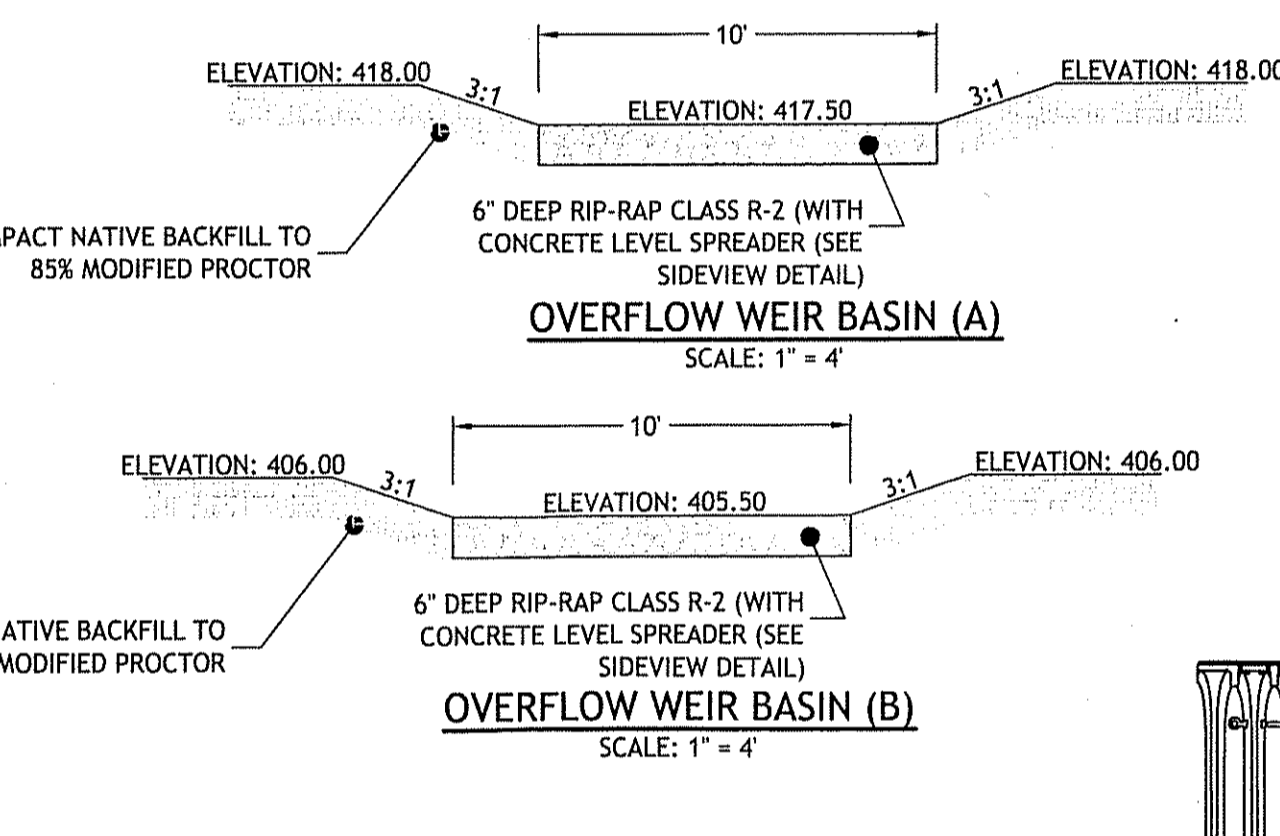 10'
ELEVATION: 418.00
3:1
3:1
ELEVATION: 418.00
ELEVATION: 417.50
6" DEEP RIP-RAP CLASS R-2 (WITH
CONCRETE LEVEL SPREADER (SEE
SIDEVIEW DETAIL)
NATIVE BACKFILL TO
85% MODIFIED PROCTOR
OVERFLOW WEIR BASIN (A)
SCALE: 1" = 4'
10'
ELEVATION: 406.00
3:1
3:1
ELEVATION: 406.00
ELEVATION: 405.50
6" DEEP RIP-RAP CLASS R-2 (WITH
CONCRETE LEVEL SPREADER (SEE
SIDEVIEW DETAIL)
BACKFILL TO
MODIFIED PROCTOR
OVERFLOW WEIR BASIN (B)
SCALE: 1" = 4'